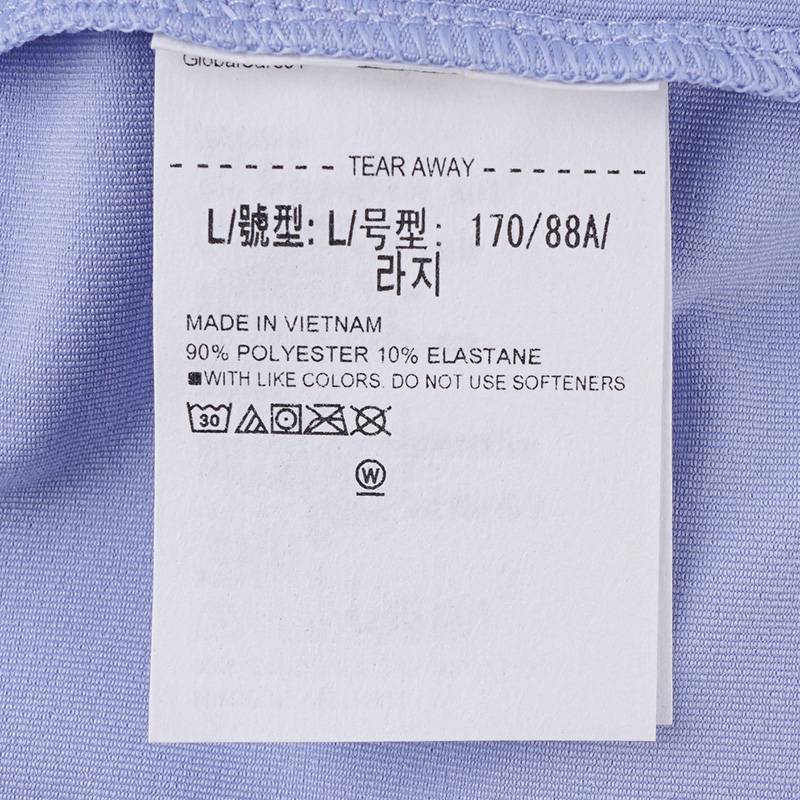 TEAR AWAY
L/號型: L/号型: 170/88A/
라지
MADE IN VIETNAM
90% POLYESTER 10% ELASTANE
WITH LIKE COLORS. DO NOT USE SOFTENERS
30
W